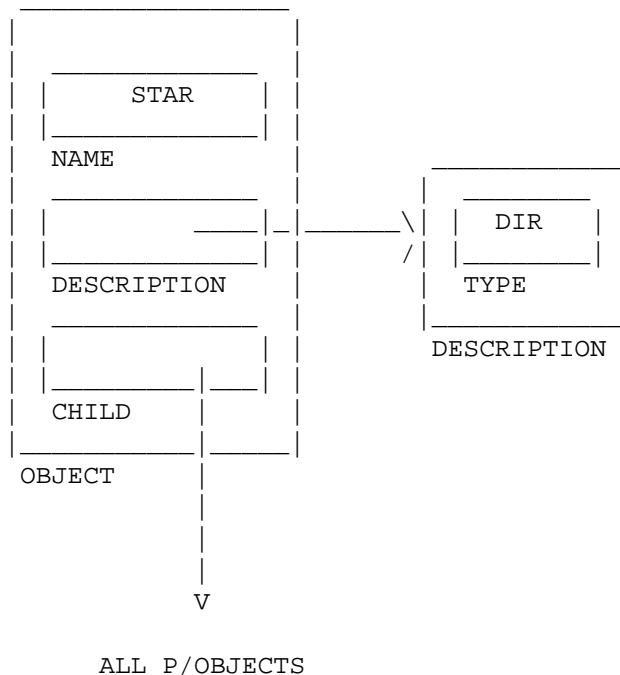 STAR
NAME
DIR
DESCRIPTION
TYPE
DESCRIPTION
CHILD
OBJECT
V
ALL P/OBJECTS